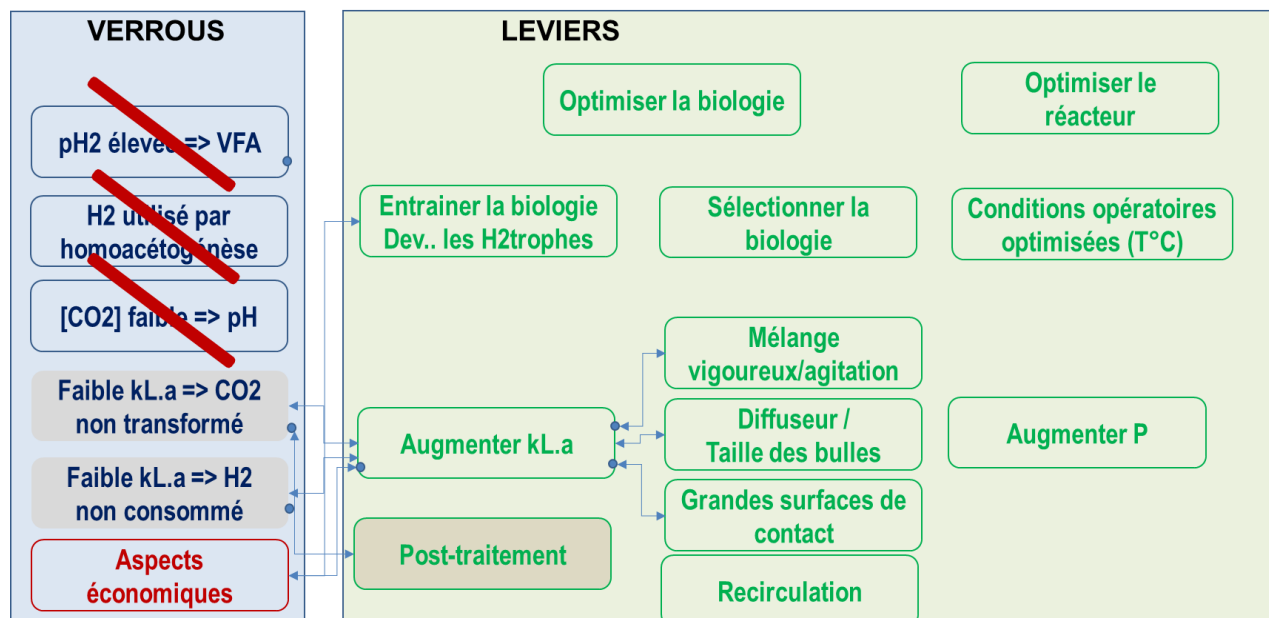 VERROUS
pH2 élevée => VFA
H2 utilisé par
homoacétogénèse
[CO2] faible => pH
Faible kL.a => CO2
non transformé
Faible kL.a => H2
non consommé
Aspects
économiques
LEVIERS
Optimiser la biologie
Optimiser le
réacteur
Entrainer la biologie
Dev.. les H2trophes
Sélectionner la
biologie
Conditions opératoires
optimisées (T°C)
Augmenter kL.a
Mélange
vigoureux/agitation
Diffuseur /
Taille des bulles
Augmenter P
Grandes surfaces de
contact
Post-traitement
Recirculation